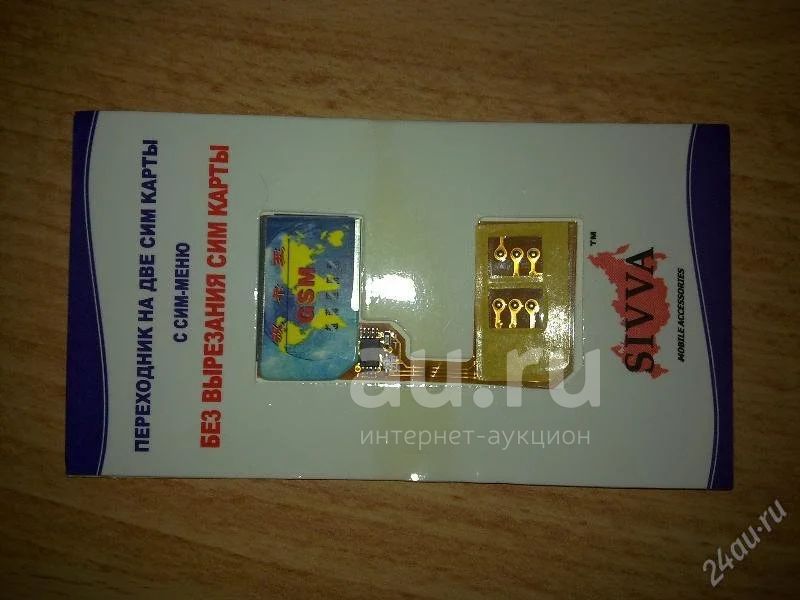 ПЕРЕХОДНИК НА ДВЕ СИМ КАРТЫ
С СИМ-МЕНЮ
БЕЗ ВЫРЕЗАНИЯ СИМ КАРТЫ
GSM
SIVVA™
MOBILE ACCESSORIES
au.ru
интернет-аукцион
24au.ru